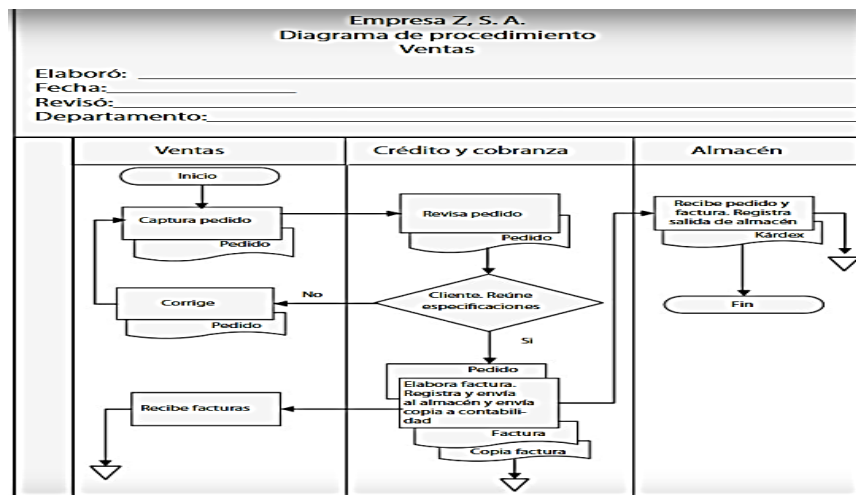 Empresa Z, S. A.
Diagrama de procedimiento
Ventas
Elaboró:
Fecha:
Revisó:
Departamento:
Ventas
Crédito y cobranza
Almacén
Inicio
Captura pedido
Pedido
Revisa pedido
Pedido
Recibe pedido y
factura. Registra
salida de almacén
Kárdex
Corrige
Pedido
No
Cliente. Reúne
especificaciones
Si
Fin
Pedido
Elabora factura.
Registra y envía
al almacén y envía
copia a contabili-
dad
Factura
Copia factura
Recibe facturas